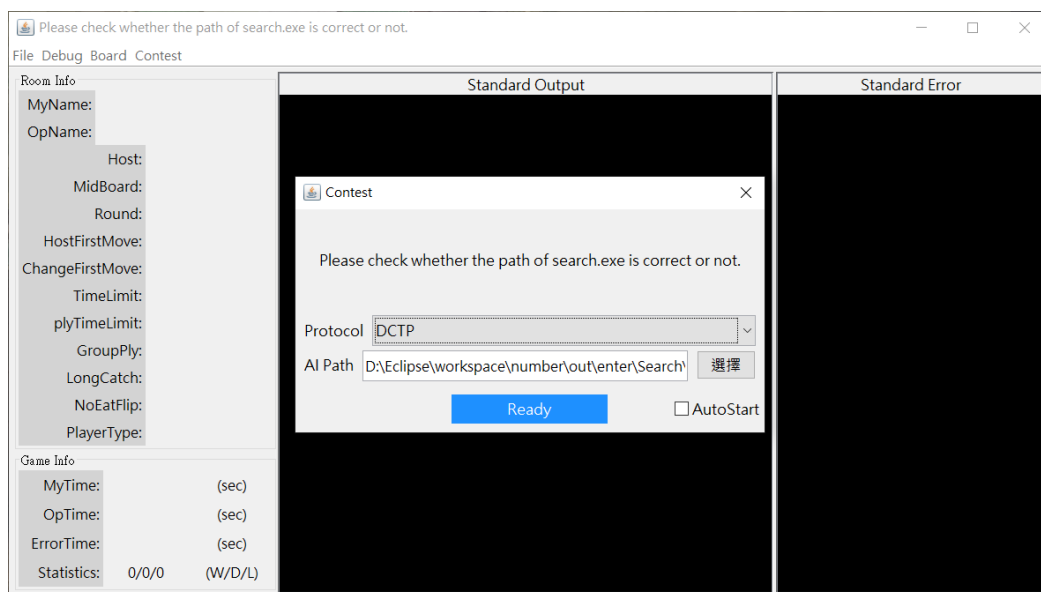 Please check whether the path of search.exe is correct or not.
File Debug Board Contest
Room Info
MyName:
OpName:
Host:
MidBoard:
Round:
HostFirstMove:
ChangeFirstMove:
TimeLimit:
plyTimeLimit:
GroupPly:
LongCatch:
NoEatFlip:
PlayerType:
Game Info
MyTime: (sec)
OpTime: (sec)
ErrorTime: (sec)
Statistics: 0/0/0 (W/D/L)
Standard Output
Standard Error
Contest
Please check whether the path of search.exe is correct or not.
Protocol DCTP
AI Path D:\Eclipse\workspace\number\out\enter\Search\ 選擇
Ready AutoStart